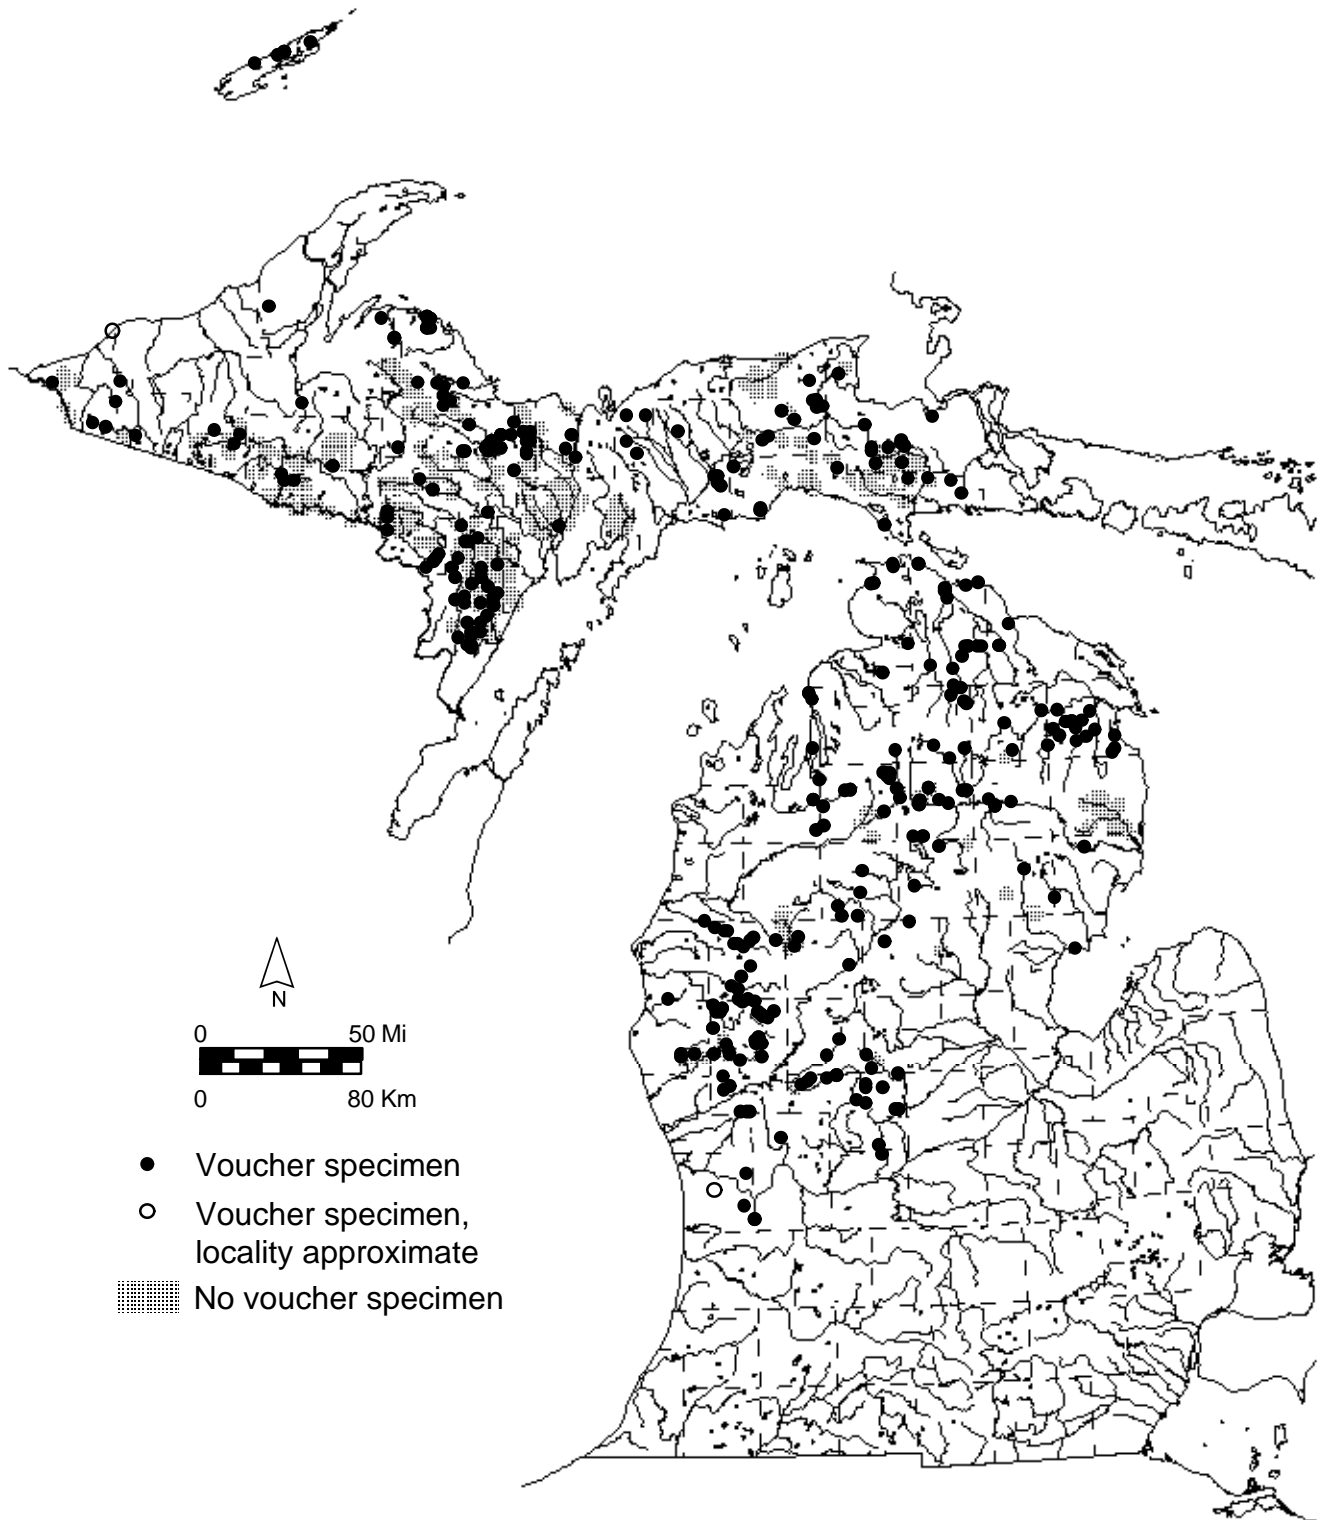 N
0 50 Mi
0 80 Km
Voucher specimen
Voucher specimen,
locality approximate
No voucher specimen